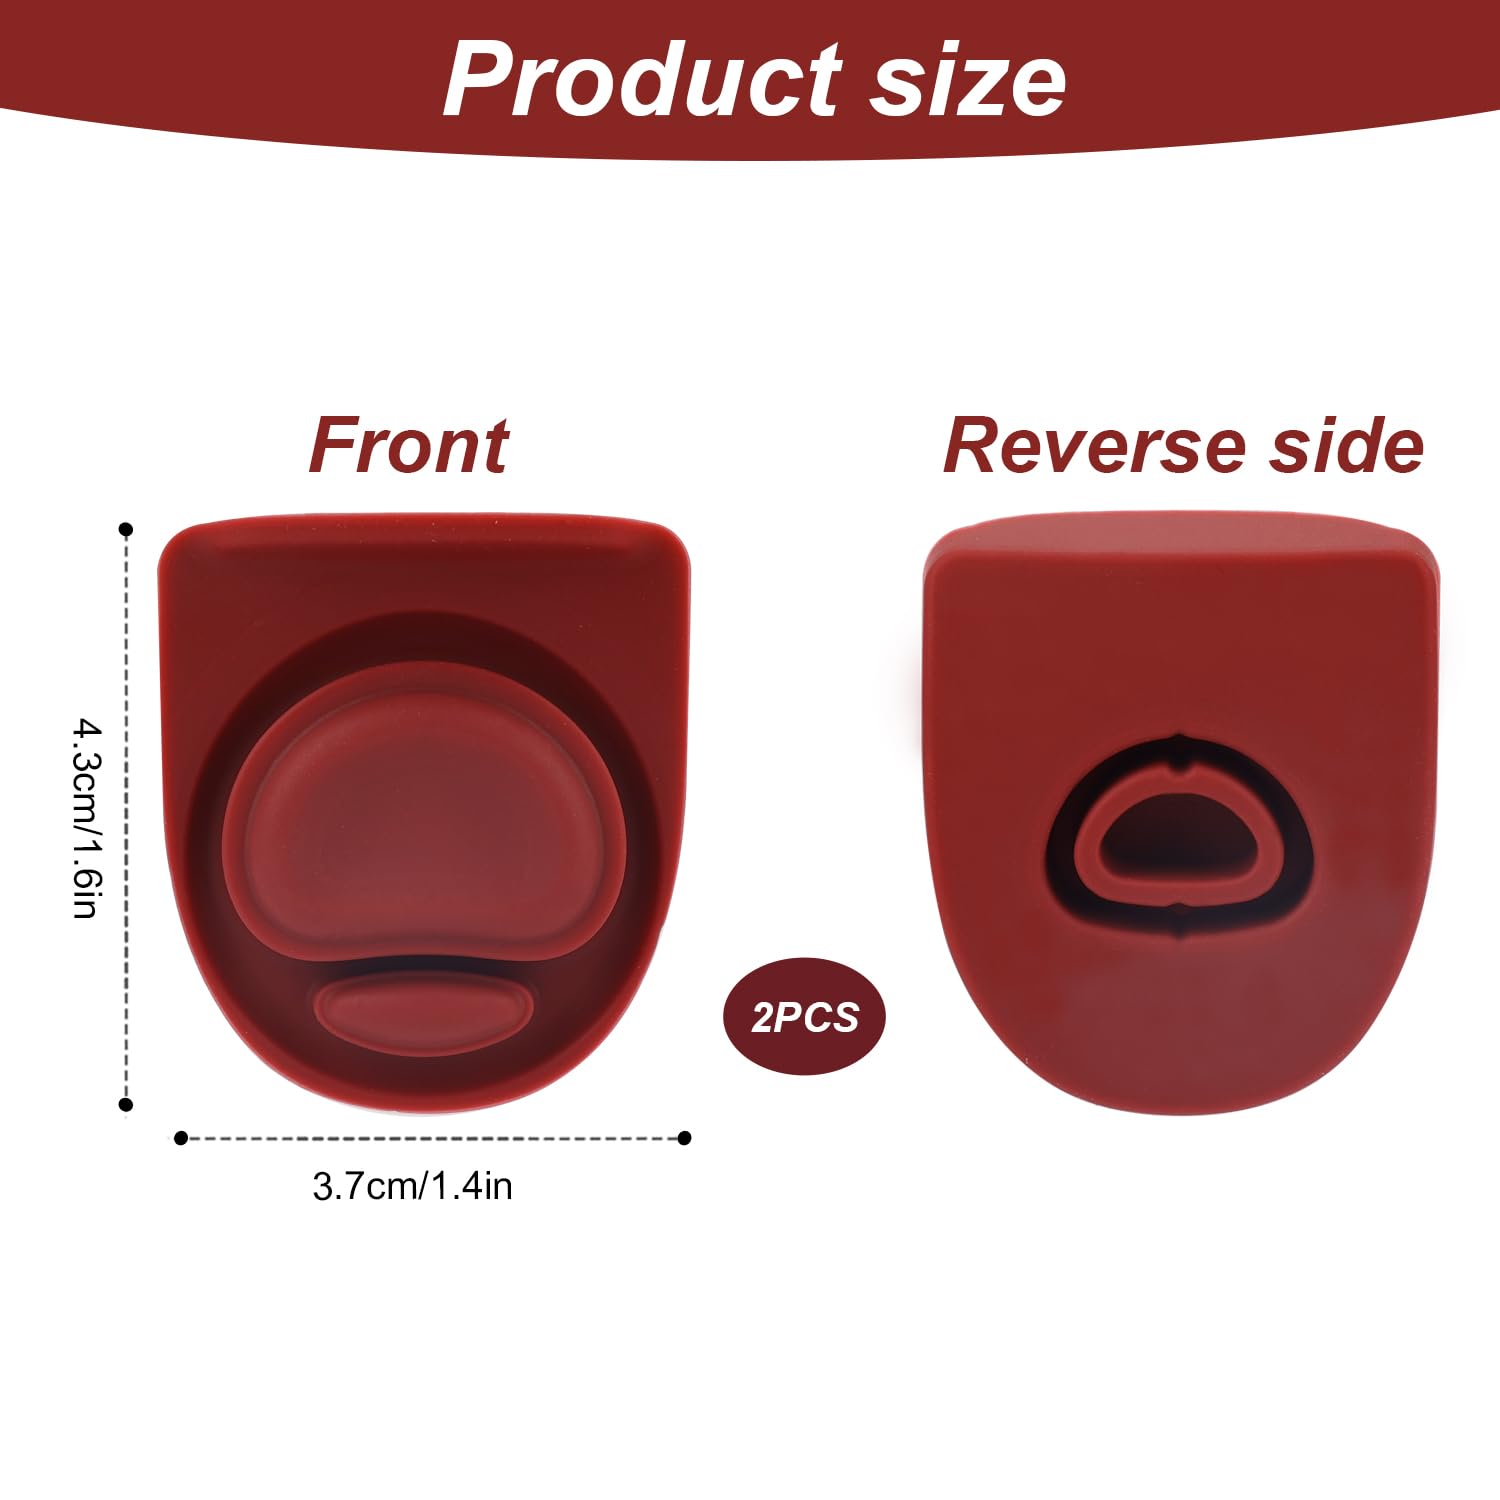 Product size
Front
Reverse side
4.3cm/1.6in
2PCS
3.7cm/1.4in